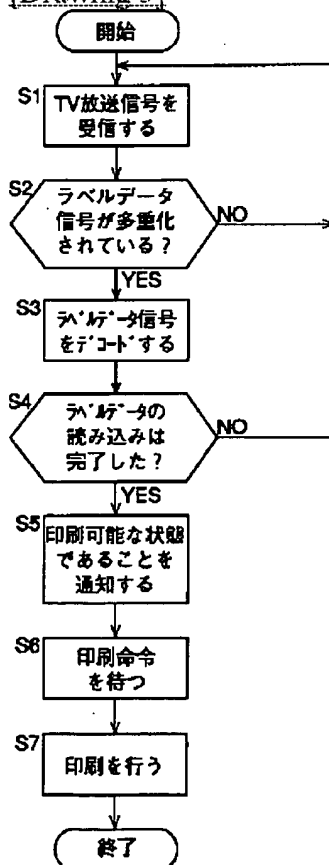 [Drawing 5]
開始
S1
TV放送信号を
受信する
S2
ラベルデータ
信号が多重化
されている？
NO
YES
S3
ﾗﾍﾞﾙﾃﾞｰﾀ信号
をﾃﾞｺｰﾄﾞする
S4
ﾗﾍﾞﾙﾃﾞｰﾀの
読み込みは
完了した？
NO
YES
S5
印刷可能な状態
であることを
通知する
S6
印刷命令
を待つ
S7
印刷を行う
終了